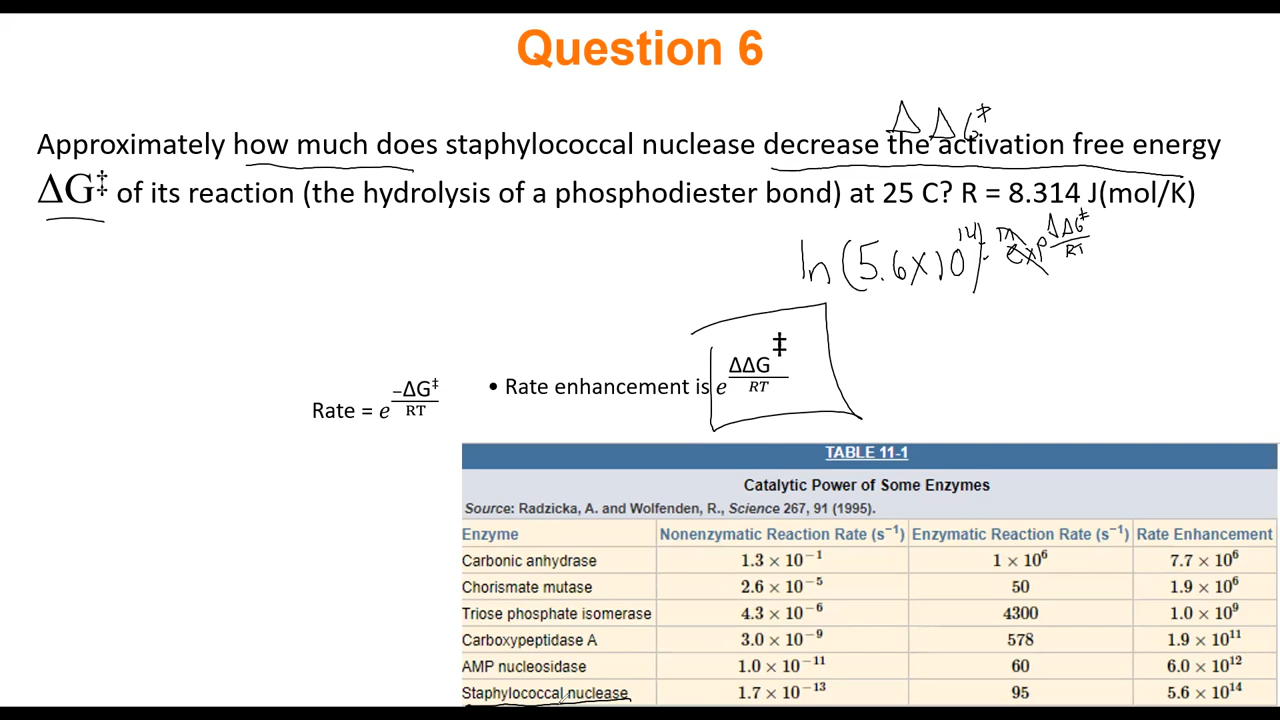 Question 6
ΔΔG‡
Approximately how much does staphylococcal nuclease decrease the activation free energy
ΔG‡ of its reaction (the hydrolysis of a phosphodiester bond) at 25 C? R = 8.314 J(mol/K)
ln(5.6x10^14) = ln exp ΔΔG‡/RT
Rate = e^(–ΔG‡/RT)
• Rate enhancement is e^(ΔΔG‡/RT)
TABLE 11-1
Catalytic Power of Some Enzymes
Source: Radzicka, A. and Wolfenden, R., Science 267, 91 (1995).
Enzyme Nonenzymatic Reaction Rate (s⁻¹) Enzymatic Reaction Rate (s⁻¹) Rate Enhancement
Carbonic anhydrase 1.3 × 10⁻¹ 1 × 10⁶ 7.7 × 10⁶
Chorismate mutase 2.6 × 10⁻⁵ 50 1.9 × 10⁶
Triose phosphate isomerase 4.3 × 10⁻⁶ 4300 1.0 × 10⁹
Carboxypeptidase A 3.0 × 10⁻⁹ 578 1.9 × 10¹¹
AMP nucleosidase 1.0 × 10⁻¹¹ 60 6.0 × 10¹²
Staphylococcal nuclease 1.7 × 10⁻¹³ 95 5.6 × 10¹⁴